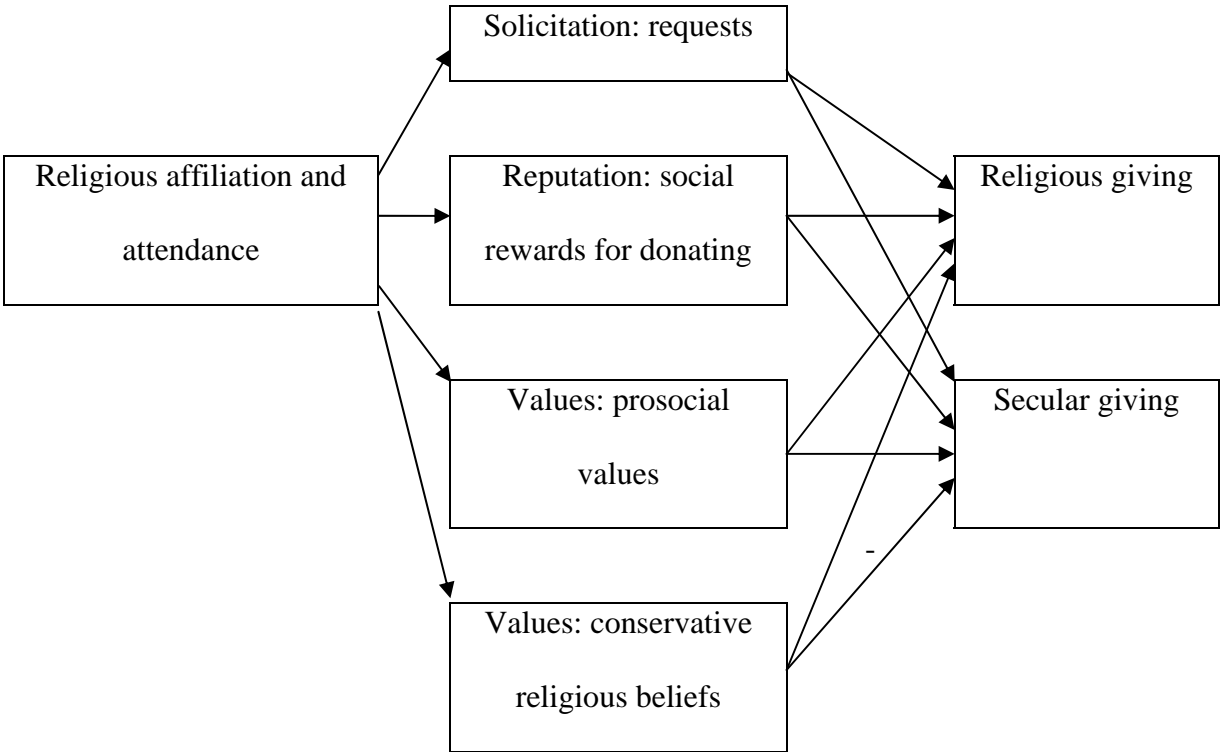 Solicitation: requests
Religious affiliation and
attendance
Reputation: social
rewards for donating
Religious giving
Values: prosocial
values
Secular giving
-
Values: conservative
religious beliefs